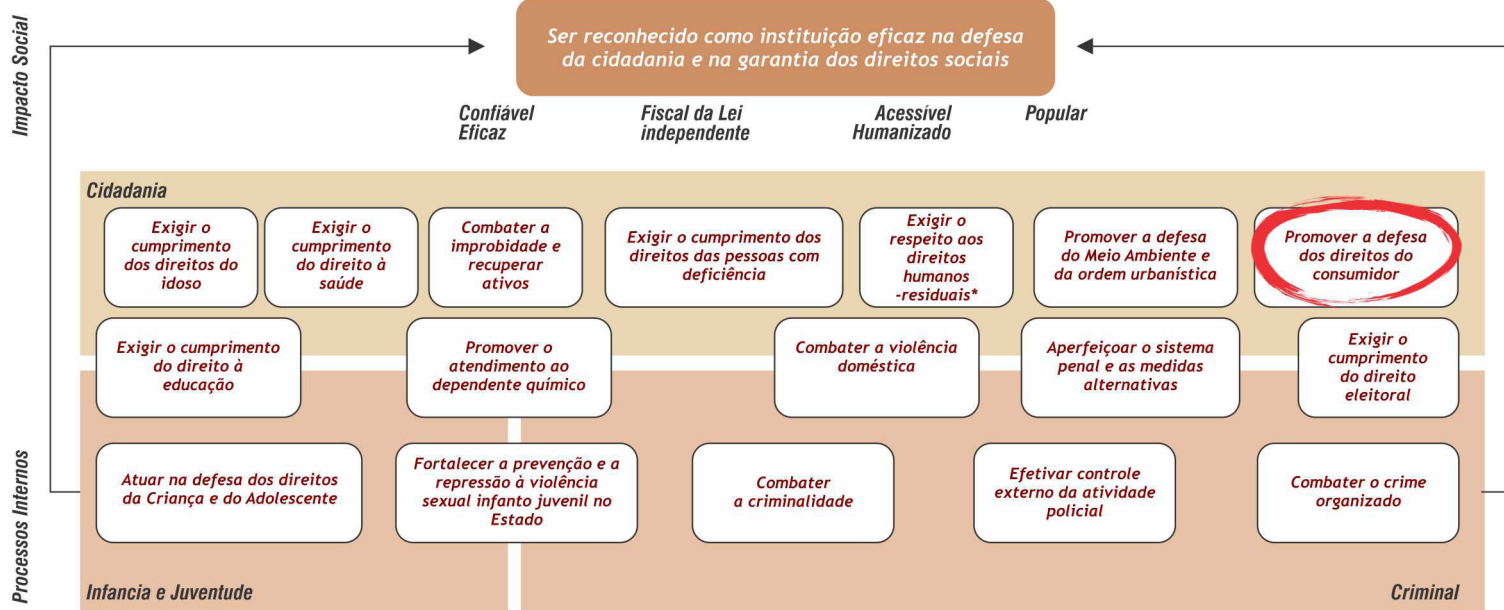 Impacto Social
Ser reconhecido como instituição eficaz na defesa
da cidadania e na garantia dos direitos sociais
Confiável
Eficaz
Fiscal da Lei
independente
Acessível
Humanizado
Popular
Cidadania
Exigir o
cumprimento
dos direitos do
idoso
Exigir o
cumprimento
do direito à
saúde
Combater a
improbidade e
recuperar
ativos
Exigir o cumprimento dos
direitos das pessoas com
deficiência
Exigir o
respeito aos
direitos
humanos
-residuais*
Promover a defesa
do Meio Ambiente e
da ordem urbanística
Promover a defesa
dos direitos do
consumidor
Exigir o cumprimento
do direito à
educação
Promover o
atendimento ao
dependente químico
Combater a violência
doméstica
Aperfeiçoar o sistema
penal e as medidas
alternativas
Exigir o
cumprimento
do direito
eleitoral
Processos Internos
Atuar na defesa dos direitos
da Criança e do Adolescente
Fortalecer a prevenção e a
repressão à violência
sexual infanto juvenil no
Estado
Combater
a criminalidade
Efetivar controle
externo da atividade
policial
Combater o crime
organizado
Infancia e Juventude
Criminal